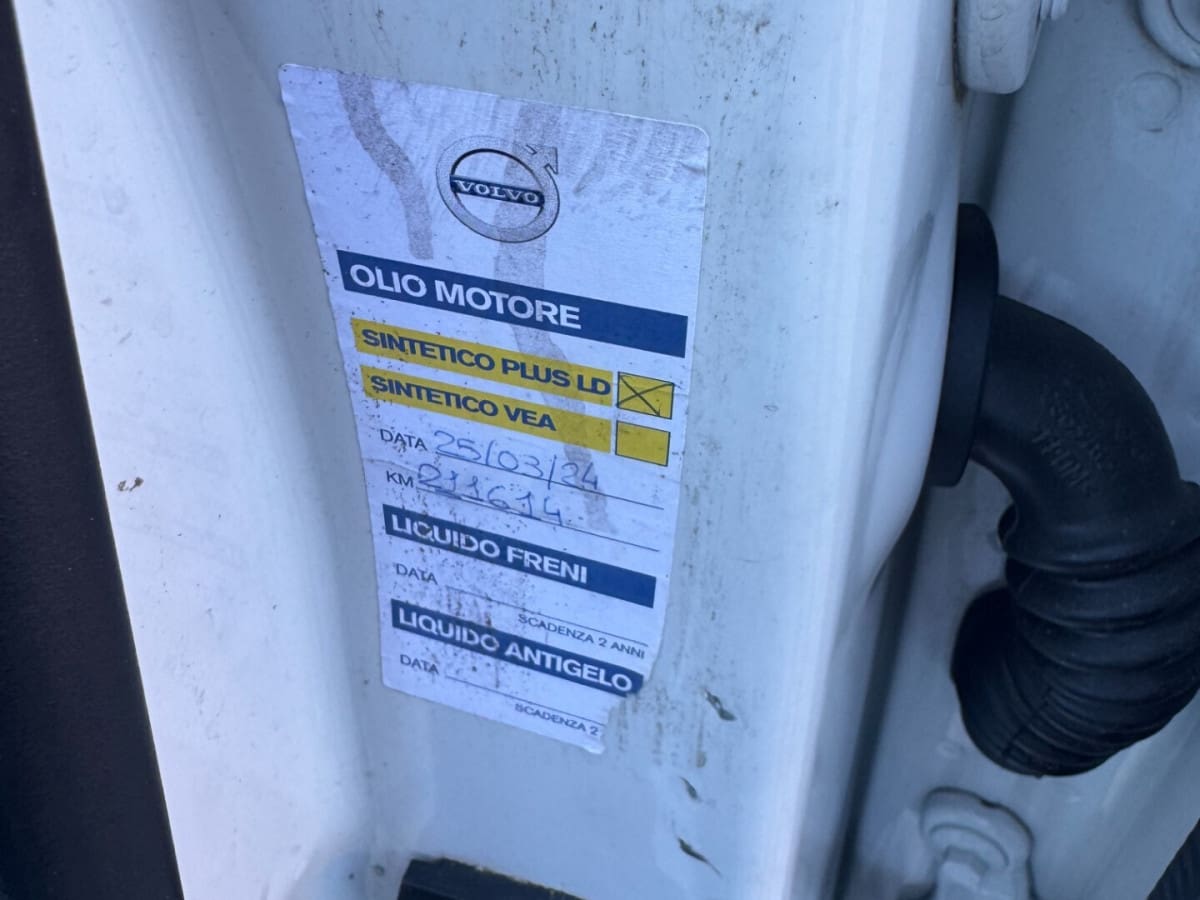 VOLVO
OLIO MOTORE
SINTETICO PLUS LD
SINTETICO VEA
DATA 25/03/24
KM 211614
LIQUIDO FRENI
DATA
SCADENZA 2 ANNI
LIQUIDO ANTIGELO
DATA
SCADENZA 2